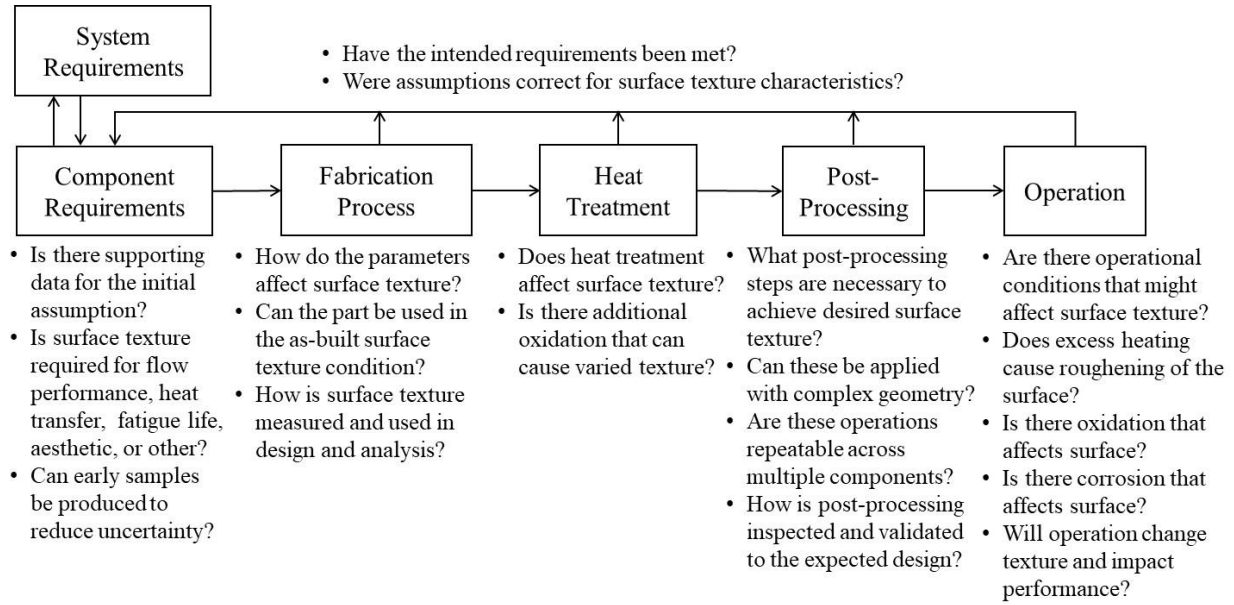 System
Requirements
• Have the intended requirements been met?
• Were assumptions correct for surface texture characteristics?
Component
Requirements
Fabrication
Process
Heat
Treatment
Post-
Processing
Operation
• Is there supporting
data for the initial
assumption?
• Is surface texture
required for flow
performance, heat
transfer, fatigue life,
aesthetic, or other?
• Can early samples
be produced to
reduce uncertainty?
• How do the parameters
affect surface texture?
• Can the part be used in
the as-built surface
texture condition?
• How is surface texture
measured and used in
design and analysis?
• Does heat treatment
affect surface texture?
• Is there additional
oxidation that can
cause varied texture?
• What post-processing
steps are necessary to
achieve desired surface
texture?
• Can these be applied
with complex geometry?
• Are these operations
repeatable across
multiple components?
• How is post-processing
inspected and validated
to the expected design?
• Are there operational
conditions that might
affect surface texture?
• Does excess heating
cause roughening of the
surface?
• Is there oxidation that
affects surface?
• Is there corrosion that
affects surface?
• Will operation change
texture and impact
performance?